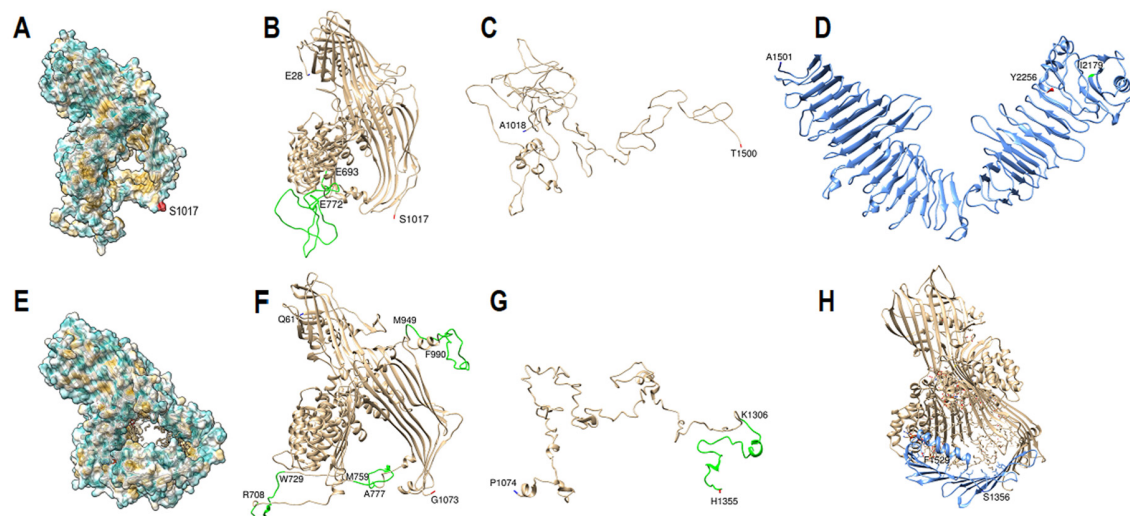 A
B
C
D
E28
A1501
I2179
Y2256
A1018
T1500
E693
E772
S1017
S1017
E
F
G
H
Q61
M949
F990
K1306
W729
M759
A777
R708
G1073
P1074
H1355
F1529
S1356